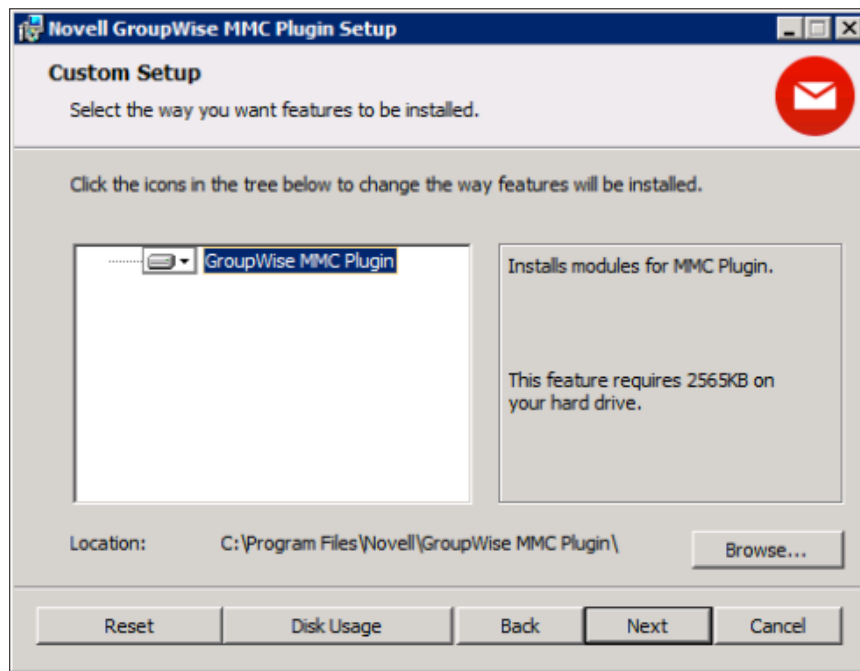 Novell GroupWise MMC Plugin Setup
Custom Setup
Select the way you want features to be installed.
Click the icons in the tree below to change the way features will be installed.
GroupWise MMC Plugin
Installs modules for MMC Plugin.
This feature requires 2565KB on
your hard drive.
Location: C:\Program Files\Novell\GroupWise MMC Plugin\
Browse...
Reset Disk Usage Back Next Cancel